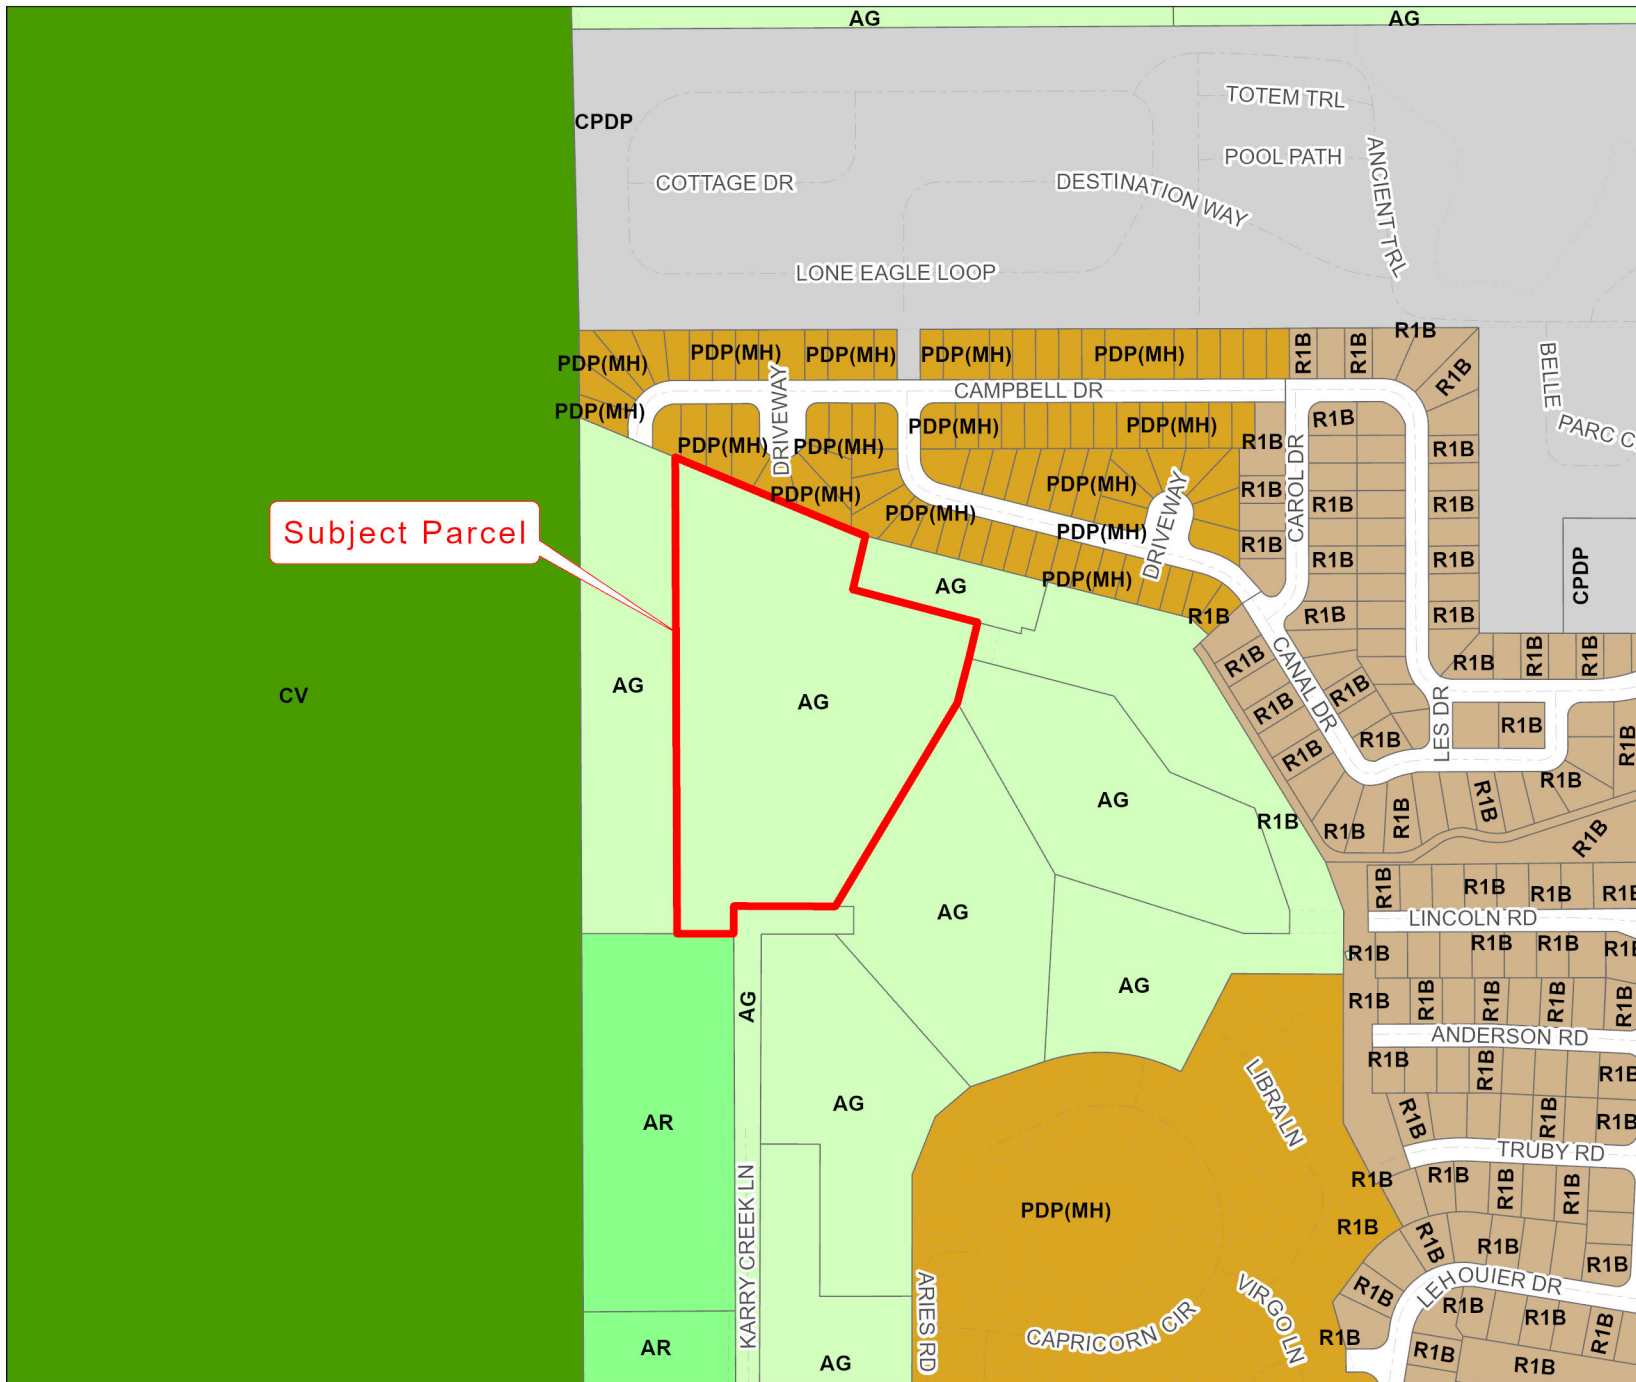 AG
AG
CPDP
TOTEM TRL
POOL PATH
ANCIENT TRL
COTTAGE DR
DESTINATION WAY
LONE EAGLE LOOP
R1B
PDP(MH)
PDP(MH)
PDP(MH)
PDP(MH)
PDP(MH)
R1B
R1B
R1B
BELLE
PARC C
CAMPBELL DR
DRIVEWAY
PDP(MH)
PDP(MH)
PDP(MH)
PDP(MH)
PDP(MH)
R1B
R1B
R1B
CAROL DR
PDP(MH)
PDP(MH)
R1B
R1B
R1B
PDP(MH)
PDP(MH)
DRIVEWAY
R1B
R1B
R1B
Subject Parcel
PDP(MH)
AG
CPDP
R1B
R1B
R1B
R1B
R1B
R1B
R1B
CANAL DR
AG
CV
AG
R1B
R1B
R1B
LES DR
R1B
R1B
R1B
R1B
AG
R1B
R1B
R1B
R1B
R1B
R1B
R1B
R1B
R1B
R1B
AG
LINCOLN RD
R1B
R1B
R1B
R1B
AG
AG
R1B
R1B
R1B
R1B
R1B
ANDERSON RD
R1B
R1B
R1B
AG
AR
LIBRA LN
R1B
R1B
R1B
TRUBY RD
R1B
R1B
R1B
R1B
KARRY CREEK LN
PDP(MH)
R1B
R1B
R1B
R1B
LEHOUIER DR
R1B
R1B
R1B
R1B
ARIES RD
CAPRICORN CIR
VIRGO LN
R1B
R1B
R1B
AR
AG